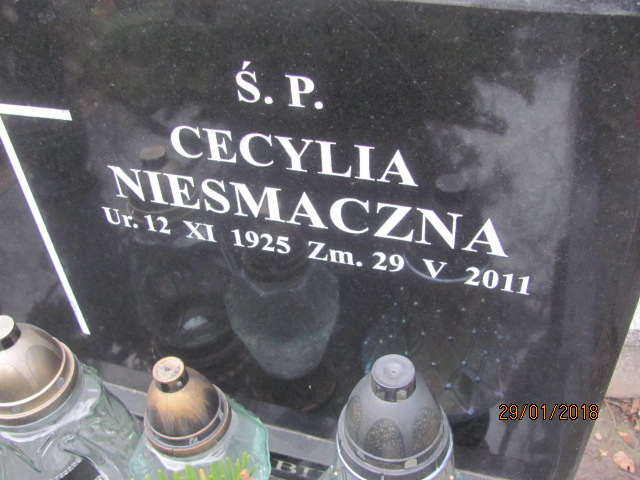 Ś. P.
CECYLIA
NIESMACZNA
Ur. 12 XI 1925 Zm. 29 V 2011
29/01/2018